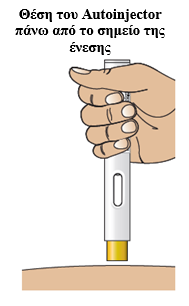 Θέση του Autoinjector
πάνω από το σημείο της
ένεσης